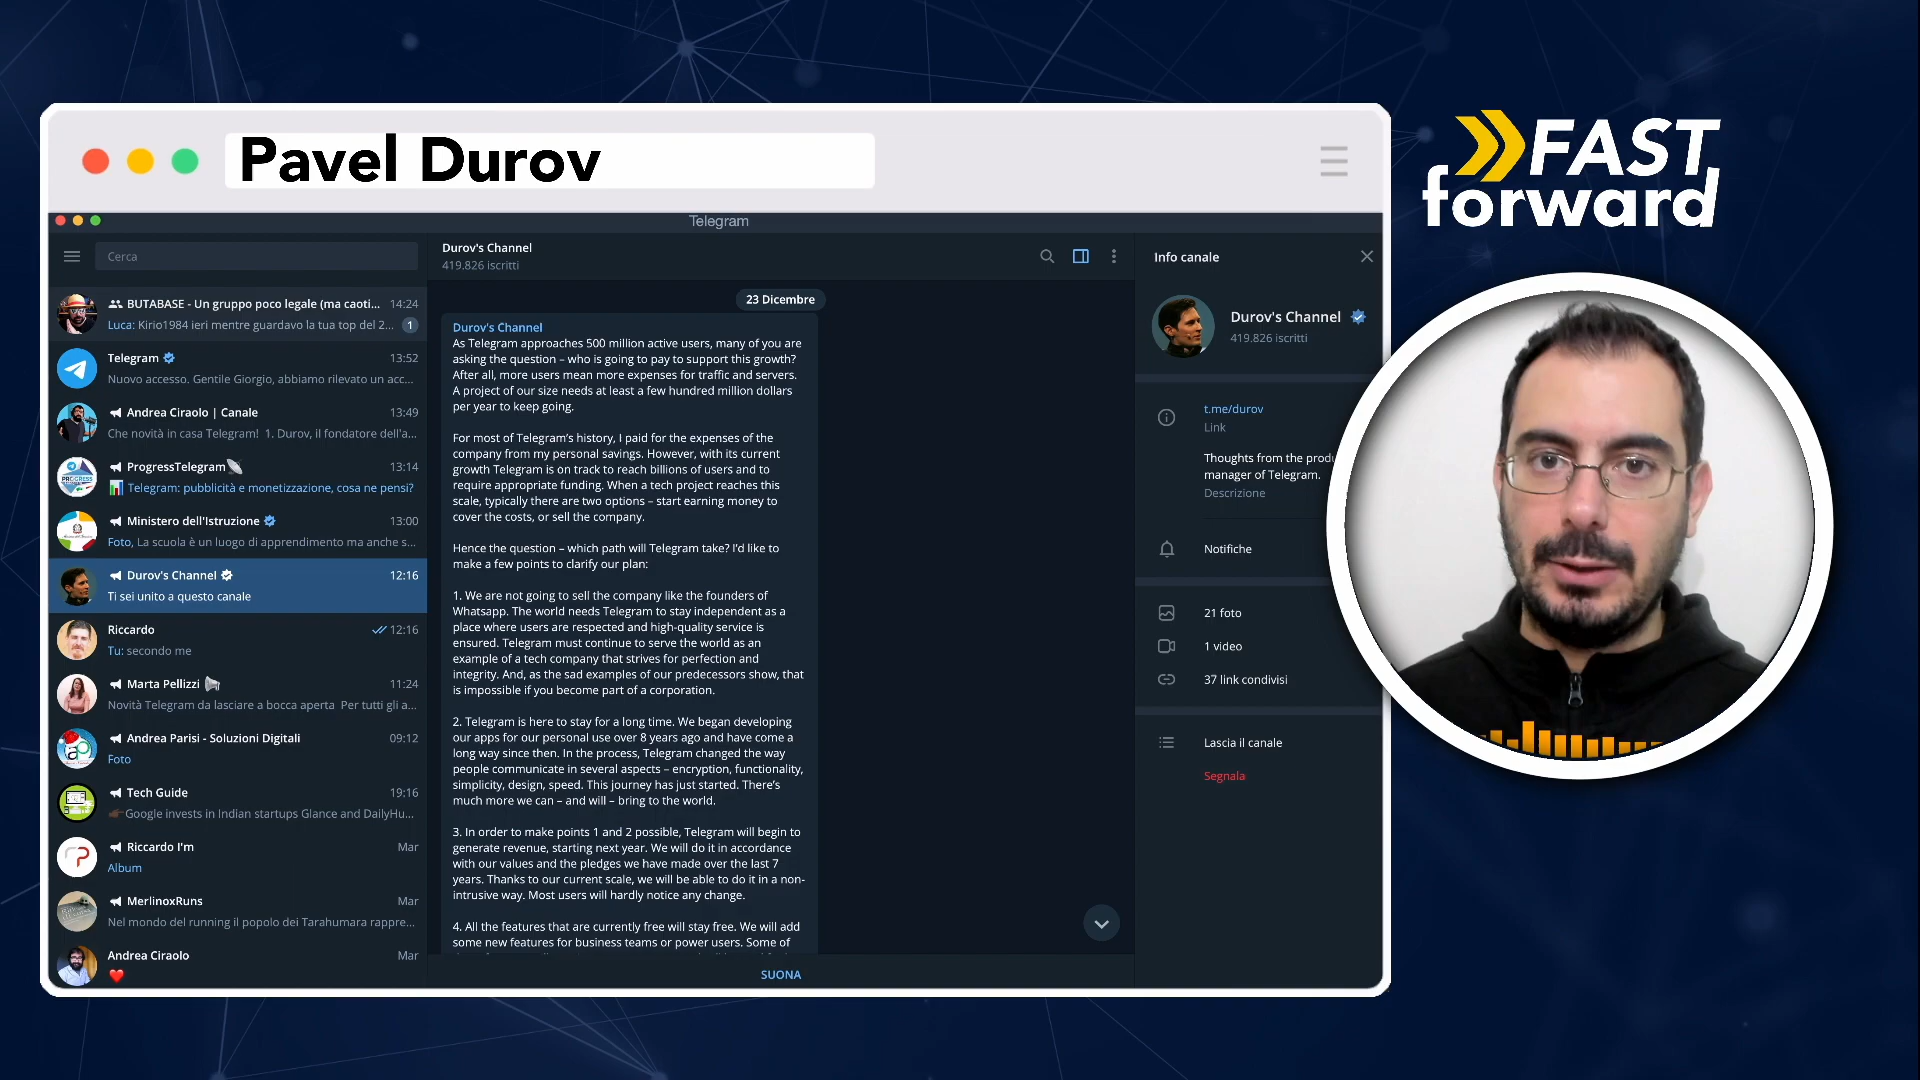 Pavel Durov
FAST
forward
Telegram
Cerca
BUTABASE - Un gruppo poco legale (ma caoti... 14:24
Luca: Kirio1984 ieri mentre guardavo la tua top del 2... 1
Telegram 13:52
Nuovo accesso. Gentile Giorgio, abbiamo rilevato un acc...
Andrea Ciraolo | Canale 13:49
Che novità in casa Telegram! 1. Durov, il fondatore dell'a...
ProgressTelegram 13:14
Telegram: pubblicità e monetizzazione, cosa ne pensi?
Ministero dell'Istruzione 13:00
Foto, La scuola è un luogo di apprendimento ma anche s...
Durov's Channel 12:16
Ti sei unito a questo canale
Riccardo 12:16
Tu: secondo me
Marta Pellizzi 11:24
Novità Telegram da lasciare a bocca aperta Per tutti gli a...
Andrea Parisi - Soluzioni Digitali 09:12
Foto
Tech Guide 19:16
Google invests in Indian startups Glance and DailyHu...
Riccardo I'm Mar
Album
MerlinoxRuns Mar
Nel mondo del running il popolo dei Tarahumara rappre...
Andrea Ciraolo Mar
Durov's Channel
419.826 iscritti
23 Dicembre
Durov's Channel
As Telegram approaches 500 million active users, many of you are
asking the question – who is going to pay to support this growth?
After all, more users mean more expenses for traffic and servers.
A project of our size needs at least a few hundred million dollars
per year to keep going.
For most of Telegram's history, I paid for the expenses of the
company from my personal savings. However, with its current
growth Telegram is on track to reach billions of users and to
require appropriate funding. When a tech project reaches this
scale, typically there are two options – start earning money to
cover the costs, or sell the company.
Hence the question – which path will Telegram take? I'd like to
make a few points to clarify our plan:
1. We are not going to sell the company like the founders of
Whatsapp. The world needs Telegram to stay independent as a
place where users are respected and high-quality service is
ensured. Telegram must continue to serve the world as an
example of a tech company that strives for perfection and
integrity. And, as the sad examples of our predecessors show, that
is impossible if you become part of a corporation.
2. Telegram is here to stay for a long time. We began developing
our apps for our personal use over 8 years ago and have come a
long way since then. In the process, Telegram changed the way
people communicate in several aspects – encryption, functionality,
simplicity, design, speed. This journey has just started. There's
much more we can – and will – bring to the world.
3. In order to make points 1 and 2 possible, Telegram will begin to
generate revenue, starting next year. We will do it in accordance
with our values and the pledges we have made over the last 7
years. Thanks to our current scale, we will be able to do it in a non-
intrusive way. Most users will hardly notice any change.
4. All the features that are currently free will stay free. We will add
some new features for business teams or power users. Some of
SUONA
Info canale
Durov's Channel
419.826 iscritti
t.me/durov
Link
Thoughts from the produ
manager of Telegram.
Descrizione
Notifiche
21 foto
1 video
37 link condivisi
Lascia il canale
Segnala